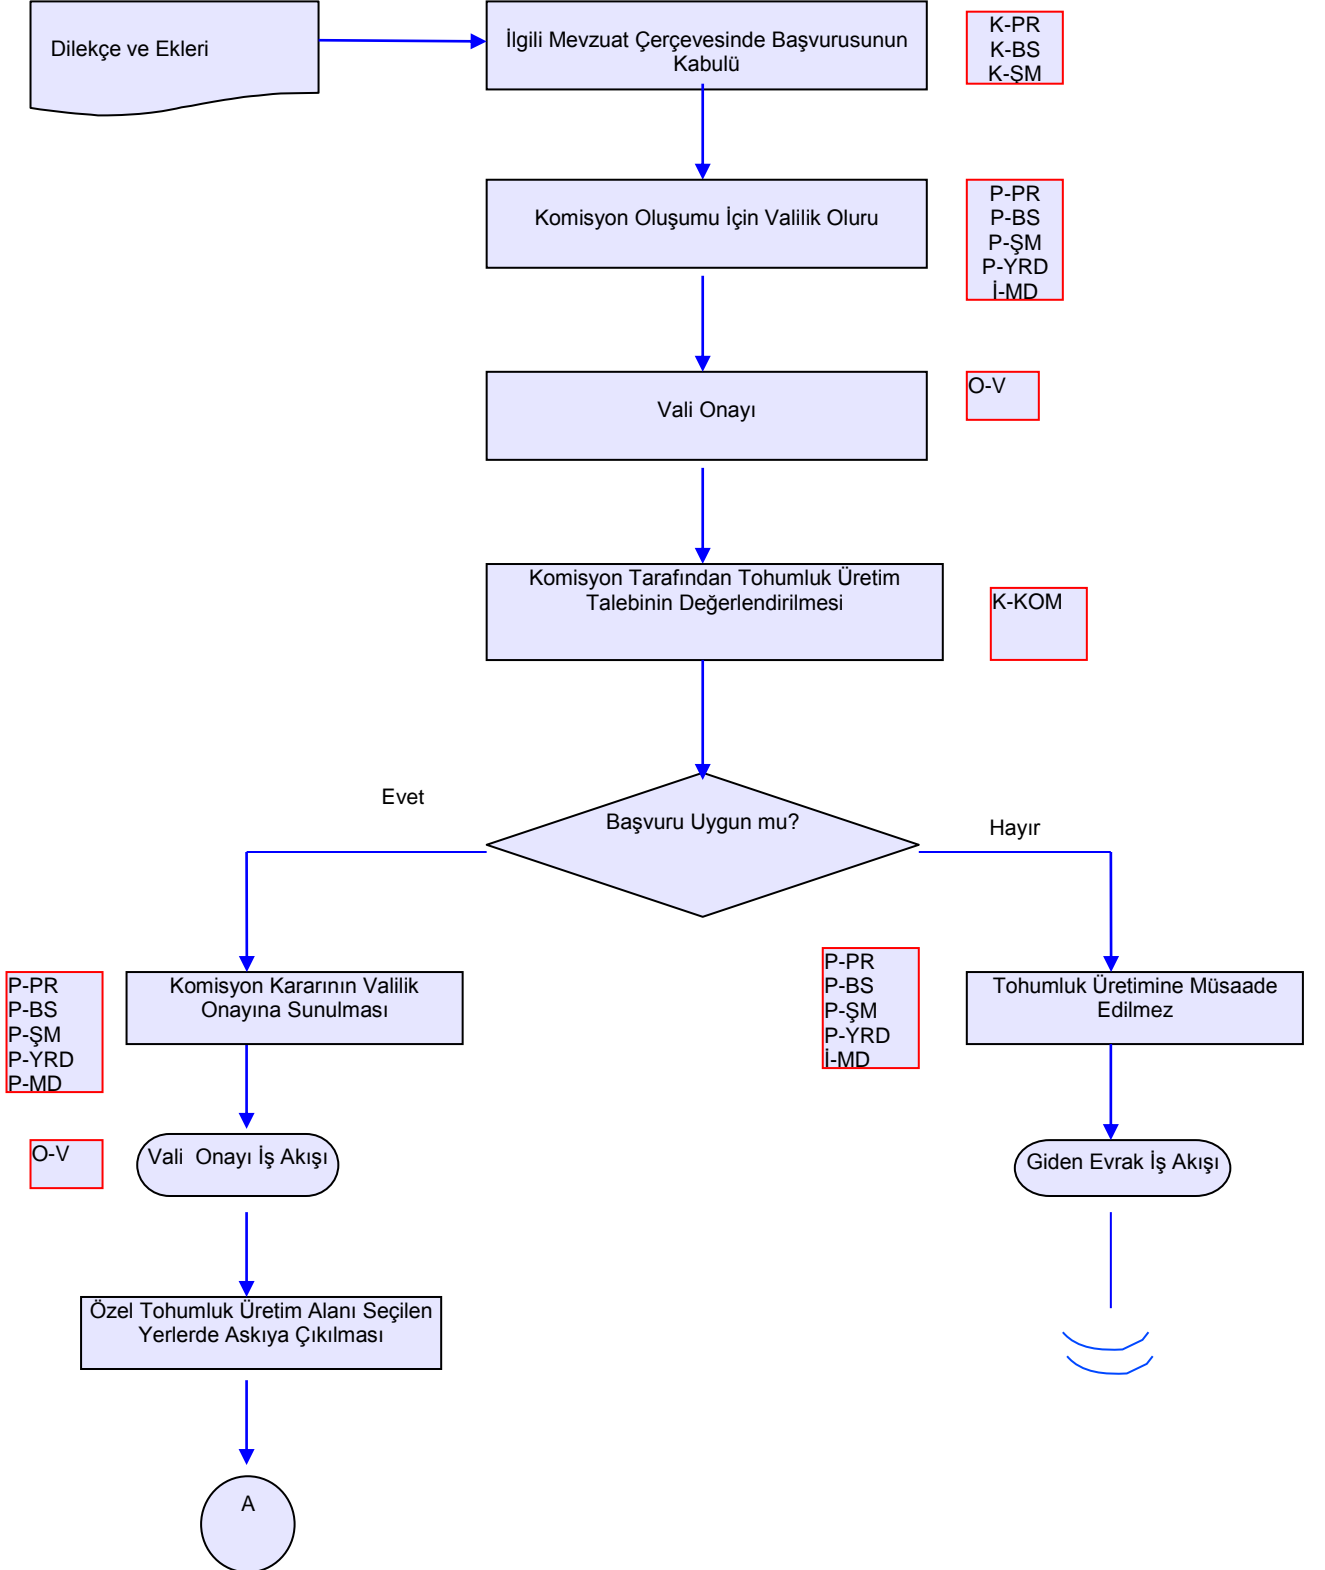 Dilekçe ve Ekleri
İlgili Mevzuat Çerçevesinde Başvurusunun
Kabulü
K-PR
K-BS
K-ŞM
Komisyon Oluşumu İçin Valilik Oluru
P-PR
P-BS
P-ŞM
P-YRD
İ-MD
Vali Onayı
O-V
Komisyon Tarafından Tohumluk Üretim
Talebinin Değerlendirilmesi
K-KOM
Evet
Başvuru Uygun mu?
Hayır
P-PR
P-BS
P-ŞM
P-YRD
P-MD
Komisyon Kararının Valilik
Onayına Sunulması
P-PR
P-BS
P-ŞM
P-YRD
İ-MD
Tohumluk Üretimine Müsaade
Edilmez
O-V
Vali  Onayı İş Akışı
Giden Evrak İş Akışı
Özel Tohumluk Üretim Alanı Seçilen
Yerlerde Askıya Çıkılması
A